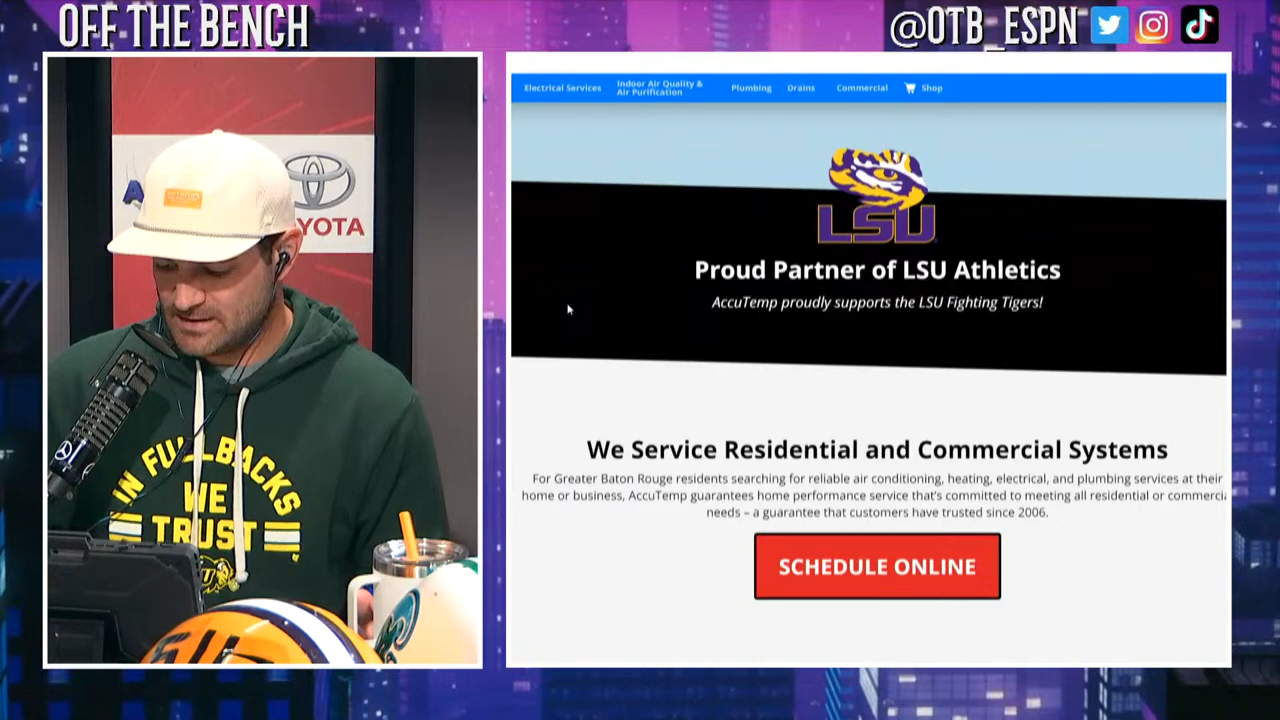 OFF THE BENCH
@OTB_ESPN
Electrical Services
Indoor Air Quality &
Air Purification
Plumbing
Drains
Commercial
Shop
LSU
Proud Partner of LSU Athletics
AccuTemp proudly supports the LSU Fighting Tigers!
We Service Residential and Commercial Systems
For Greater Baton Rouge residents searching for reliable air conditioning, heating, electrical, and plumbing services at their
home or business, AccuTemp guarantees home performance service that's committed to meeting all residential or commercia
needs – a guarantee that customers have trusted since 2006.
SCHEDULE ONLINE
YOTA
IN FULLBACKS
WE
TRUST